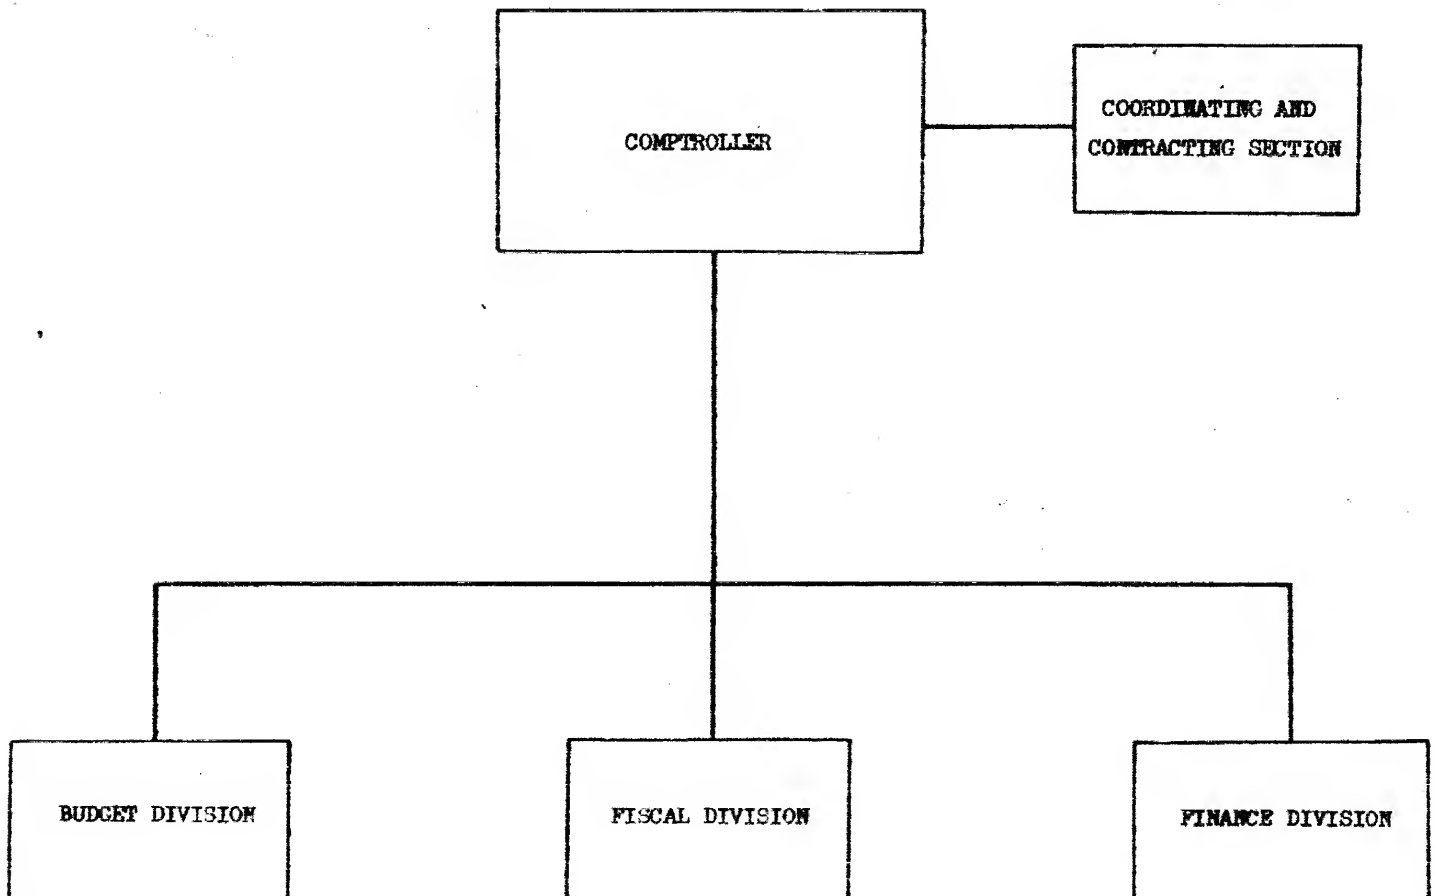 COMPTROLLER
COORDINATING AND
CONTRACTING SECTION
BUDGET DIVISION
FISCAL DIVISION
FINANCE DIVISION